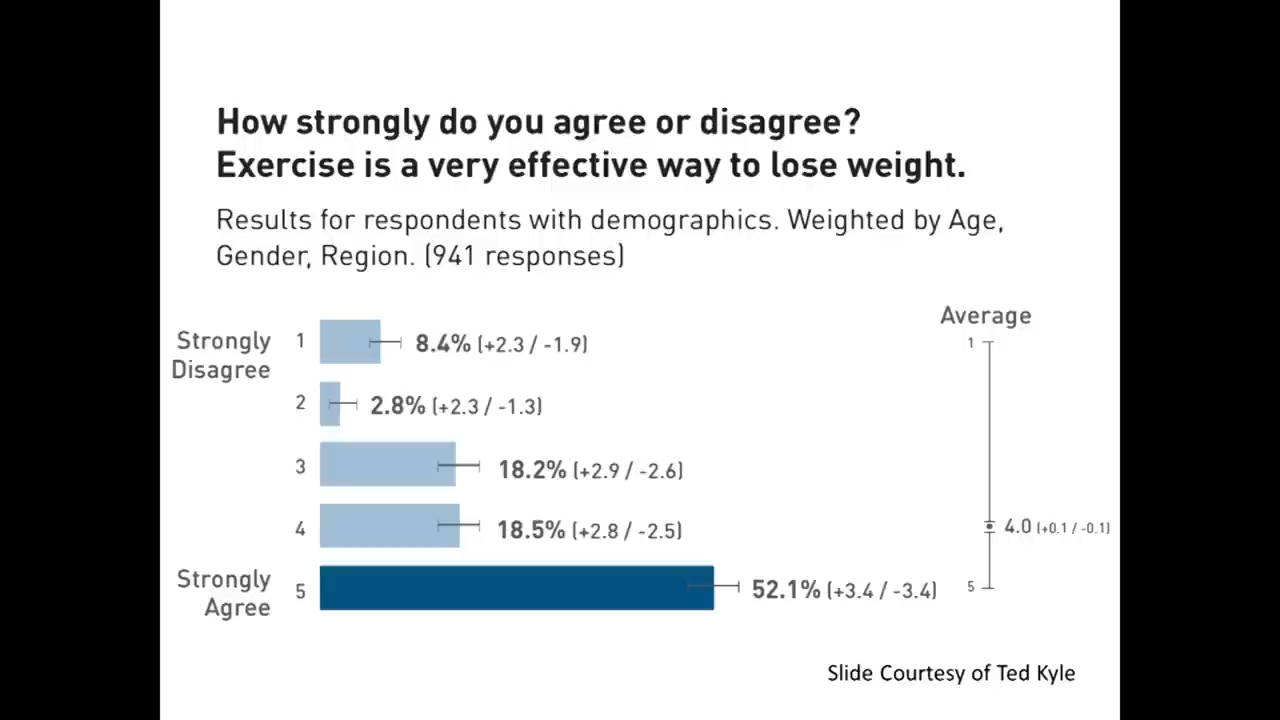 How strongly do you agree or disagree?
Exercise is a very effective way to lose weight.
Results for respondents with demographics. Weighted by Age,
Gender, Region. (941 responses)
Average
Strongly
Disagree
1
8.4% (+2.3 / -1.9)
2
2.8% (+2.3 / -1.3)
3
18.2% (+2.9 / -2.6)
4
18.5% (+2.8 / -2.5)
Strongly
Agree
5
52.1% (+3.4 / -3.4)
1
4.0 (+0.1 / -0.1)
5
Slide Courtesy of Ted Kyle